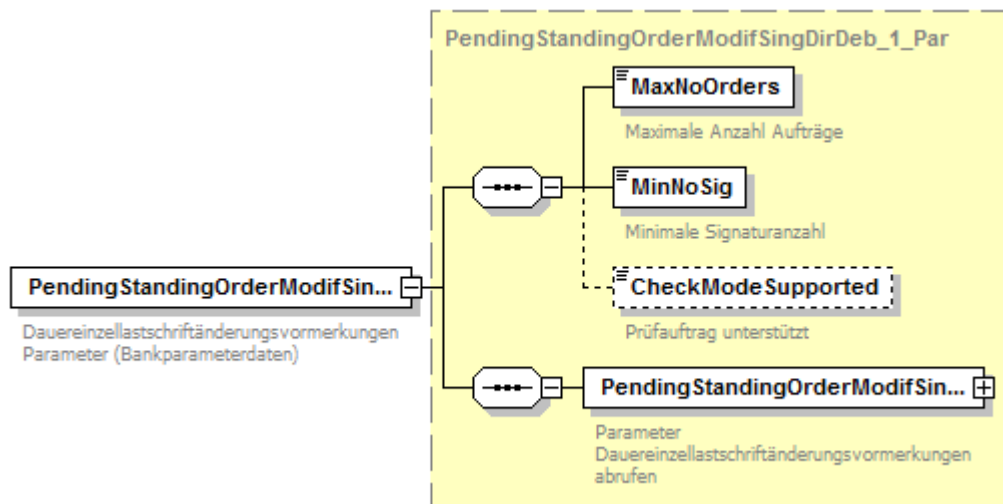 PendingStandingOrderModifSingDirDeb_1_Par
MaxNoOrders
Maximale Anzahl Aufträge
MinNoSig
Minimale Signaturanzahl
CheckModeSupported
Prüfauftrag unterstützt
PendingStandingOrderModifSin...
Dauereinzellastschriftänderungsvormerkungen
Parameter (Bankparameterdaten)
PendingStandingOrderModifSin...
Parameter
Dauereinzellastschriftänderungsvormerkungen
abrufen